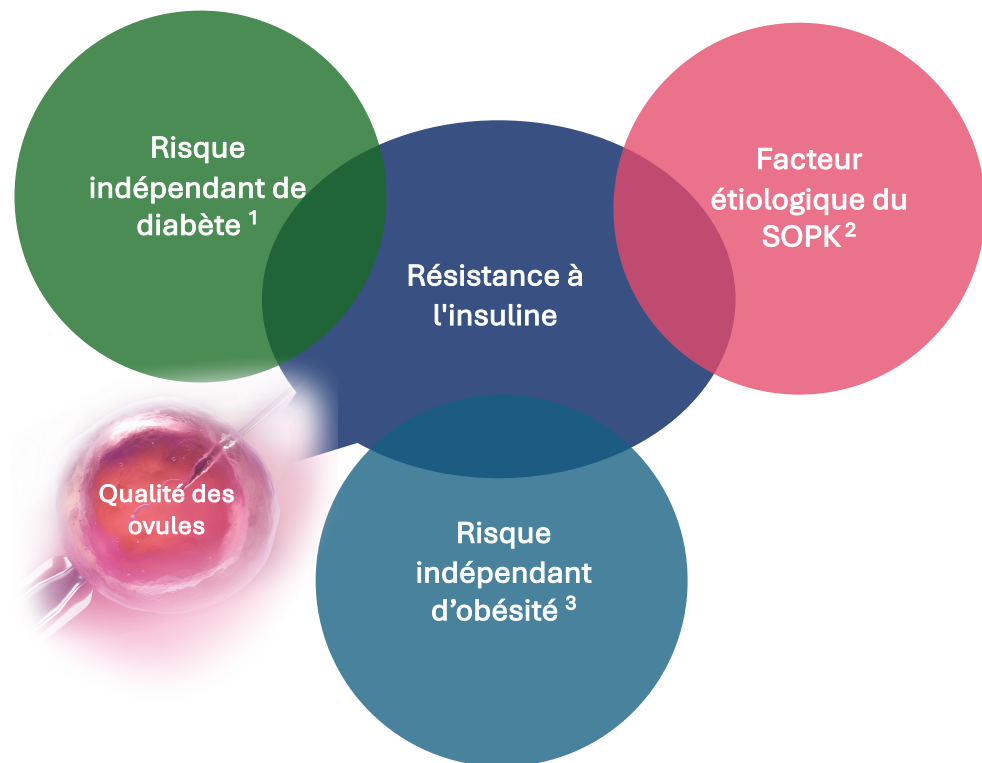 Risque
indépendant de
diabète ¹
Facteur
étiologique du
SOPK ²
Résistance à
l'insuline
Qualité des
ovules
Risque
indépendant
d’obésité ³